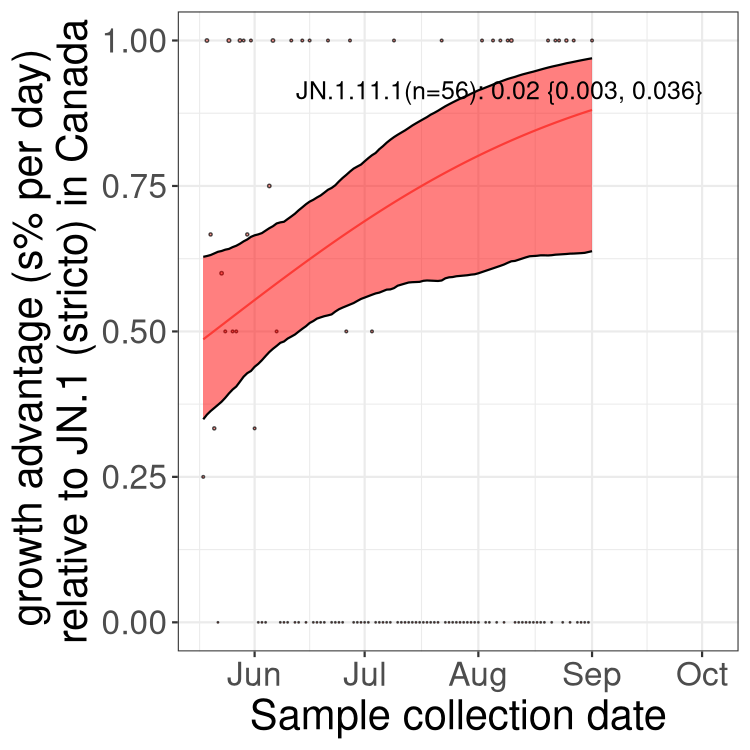 growth advantage (s% per day)
relative to JN.1 (stricto) in Canada
1.00
0.75
0.50
0.25
0.00
JN.1.11.1(n=56): 0.02 {0.003, 0.036}
Jun Jul Aug Sep Oct
Sample collection date